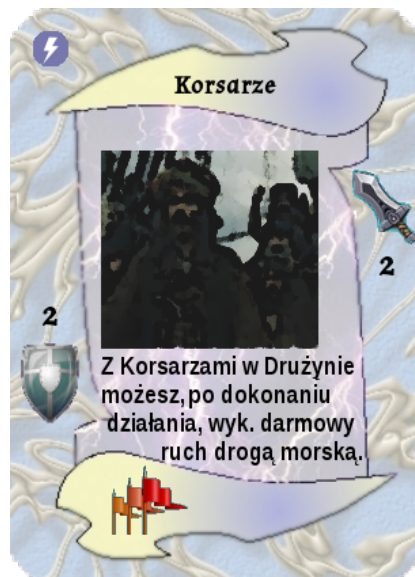 Korsarze
2
2
Z Korsarzami w Drużynie
możesz, po dokonaniu
działania, wyk. darmowy
ruch drogą morską.